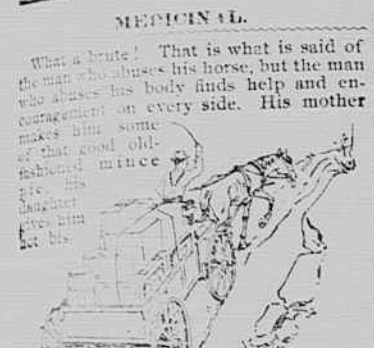 MEDICINAL.
What a brute! That is what is said of
the man who abuses his horse, but the man
who abuses his body finds help and en-
couragement on every side. His mother
makes him some
of that good old-
fashioned mince
pie, his
daughter
gives him
hot bis-